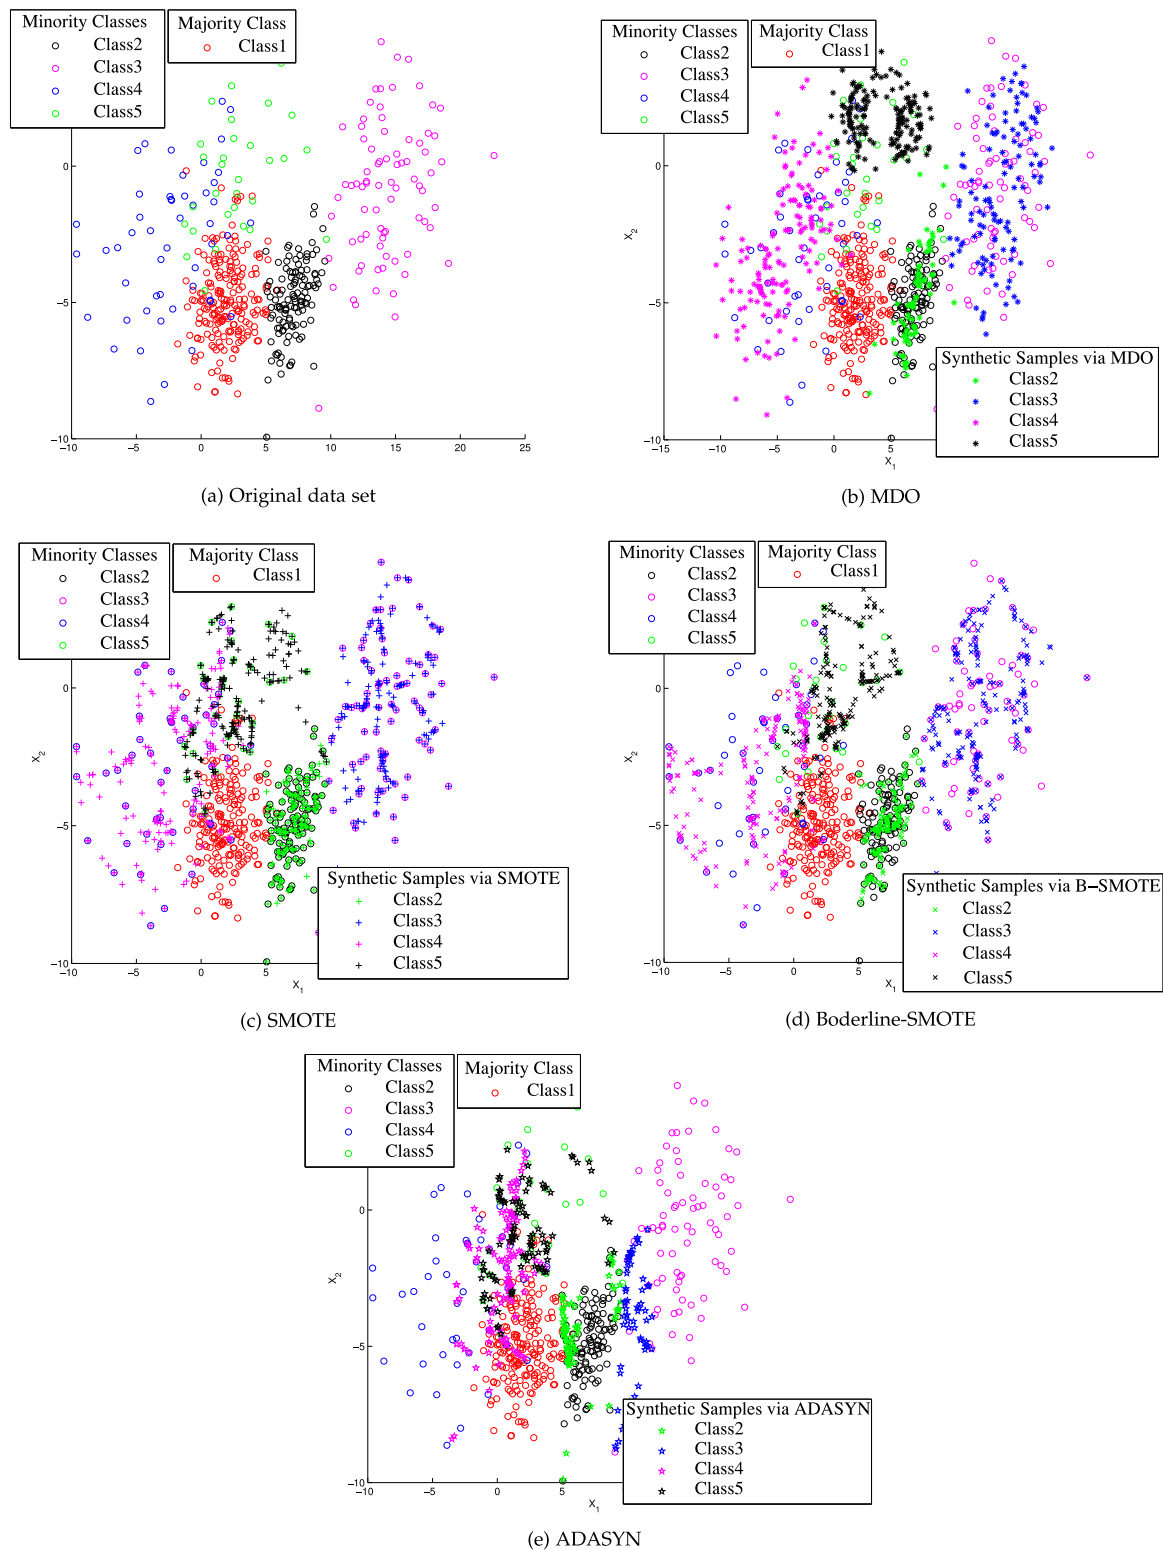 Minority Classes
Class2
Class3
Class4
Class5
Majority Class
Class1
0
−5
−10
−10 −5 0 5 10 15 20 25
(a) Original data set
Minority Classes
Class2
Class3
Class4
Class5
Majority Class
Class1
0
X2
−5
−10
−15 −10 −5 0 5
X1
Synthetic Samples via MDO
Class2
Class3
Class4
Class5
(b) MDO
Minority Classes
Class2
Class3
Class4
Class5
Majority Class
Class1
0
X2
−5
−10
−10 −5 0 5
X1
Synthetic Samples via SMOTE
Class2
Class3
Class4
Class5
(c) SMOTE
Minority Classes
Class2
Class3
Class4
Class5
Majority Class
Class1
0
X2
−5
−10
−10 −5 0 5
X1
Synthetic Samples via B−SMOTE
Class2
Class3
Class4
Class5
(d) Boderline-SMOTE
Minority Classes
Class2
Class3
Class4
Class5
Majority Class
Class1
0
X2
−5
−10
−10 −5 0 5
X1
Synthetic Samples via ADASYN
Class2
Class3
Class4
Class5
(e) ADASYN